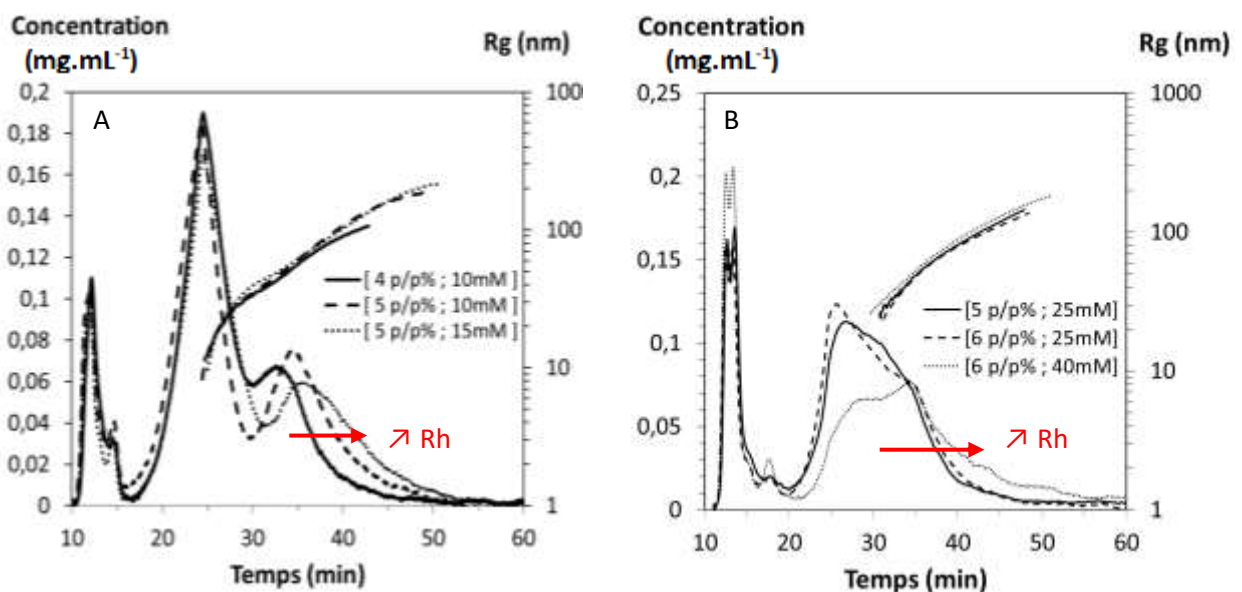 Concentration
(mg.mL⁻¹)
Rg (nm)
0,2
0,18
0,16
0,14
0,12
0,1
0,08
0,06
0,04
0,02
0
A
100
100
10
1
[ 4 p/p% ; 10mM ]
[ 5 p/p% ; 10mM ]
[ 5 p/p% ; 15mM ]
↗ Rh
10 20 30 40 50 60
Temps (min)
Concentration
(mg.mL⁻¹)
Rg (nm)
0,25
0,2
0,15
0,1
0,05
0
B
1000
100
10
1
[5 p/p% ; 25mM]
[6 p/p% ; 25mM]
[6 p/p% ; 40mM]
↗ Rh
10 20 30 40 50 60
Temps (min)